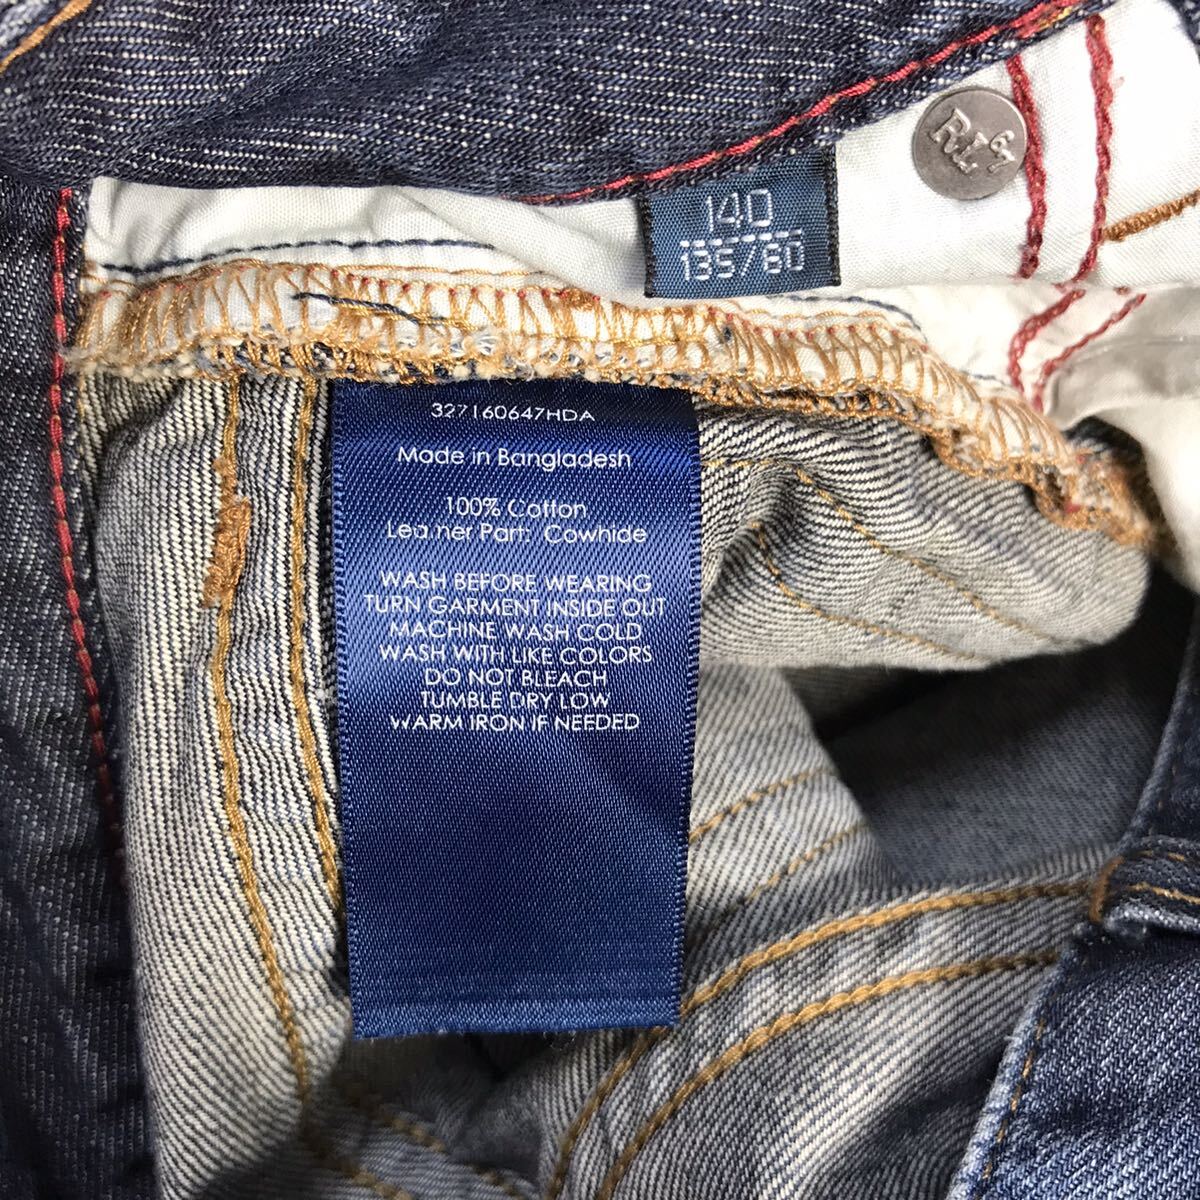 RL67
140
135/60
327160647HDA
Made in Bangladesh
100% Cotton
Leather Part: Cowhide
WASH BEFORE WEARING
TURN GARMENT INSIDE OUT
MACHINE WASH COLD
WASH WITH LIKE COLORS
DO NOT BLEACH
TUMBLE DRY LOW
WARM IRON IF NEEDED